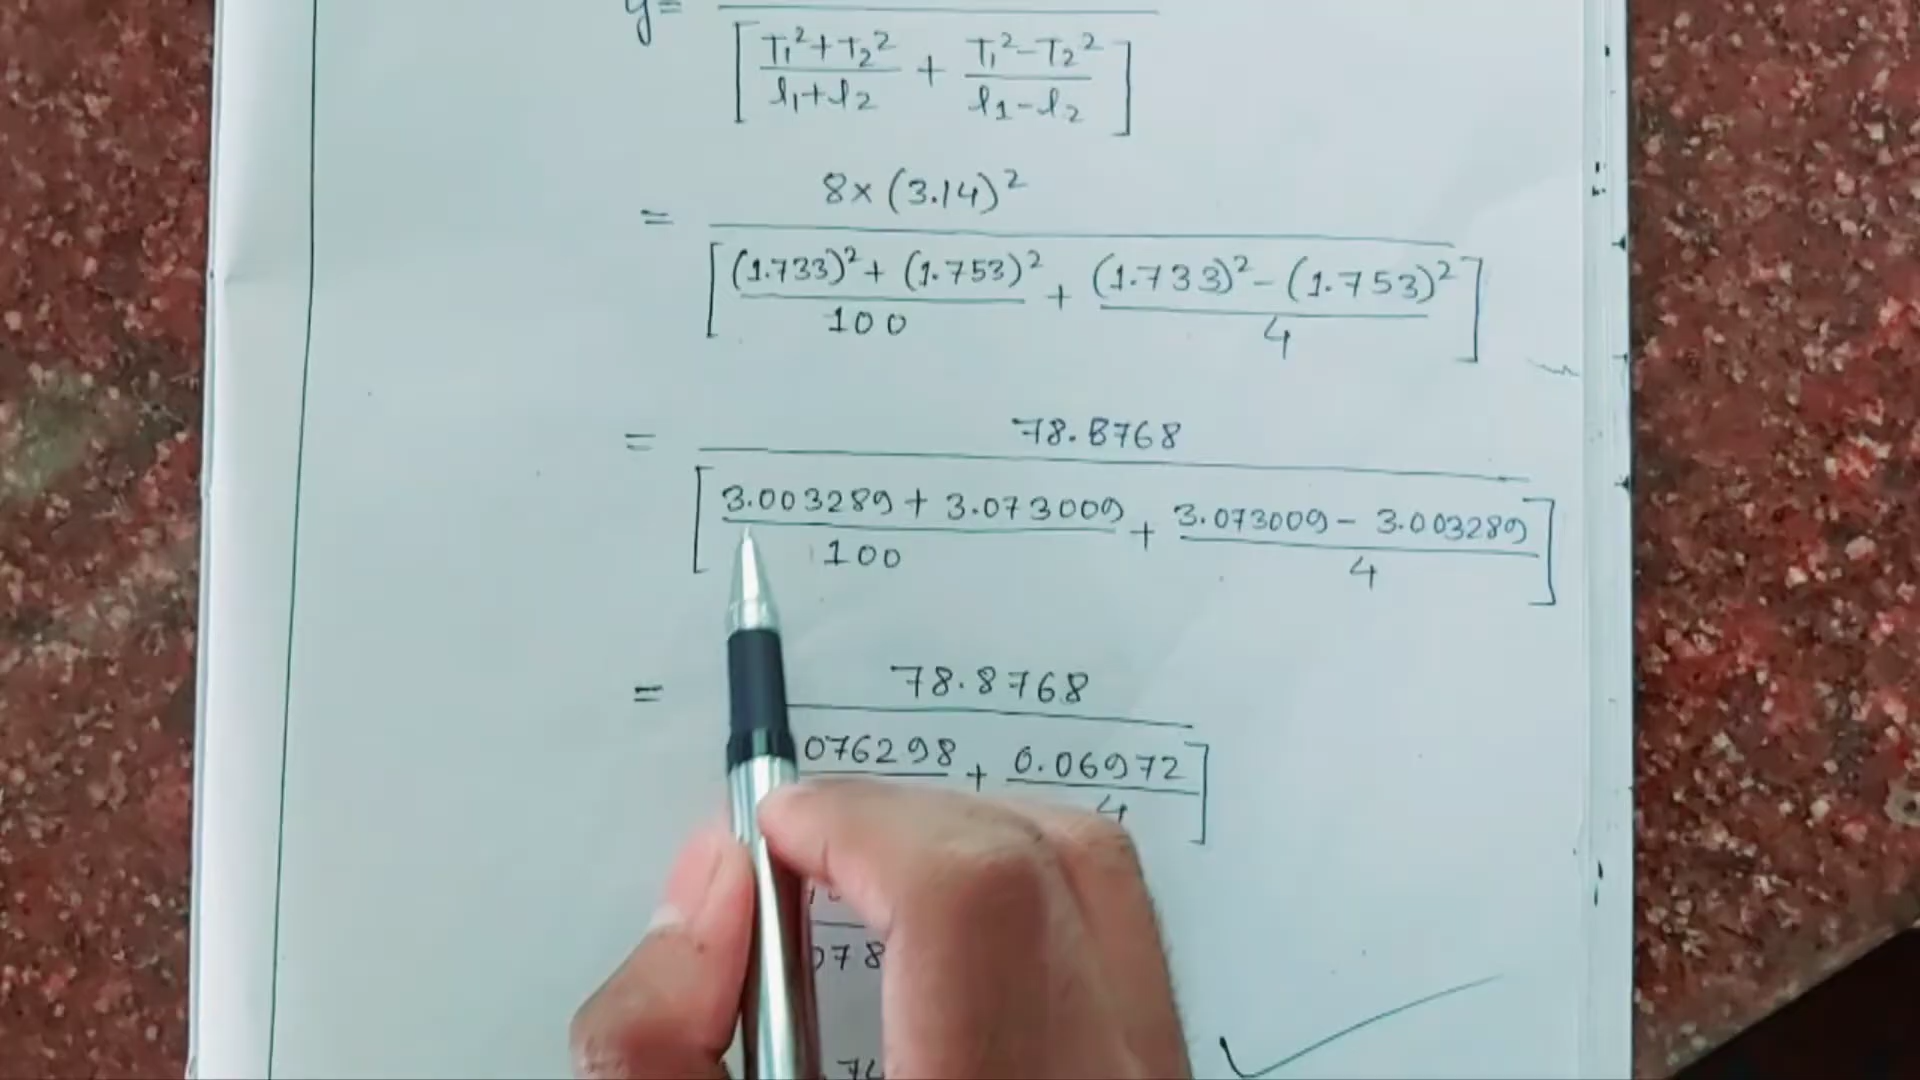 y=
[ T₁²+T₂² / l₁+l₂ + T₁²-T₂² / l₁-l₂ ]
= 8×(3.14)²
[ (1.733)²+(1.753)² / 100 + (1.733)²-(1.753)² / 4 ]
= 78.8768
[ 3.003289+3.073009 / 100 + 3.073009-3.003289 / 4 ]
= 78.8768
076298 + 0.06972 / 4 ]
078